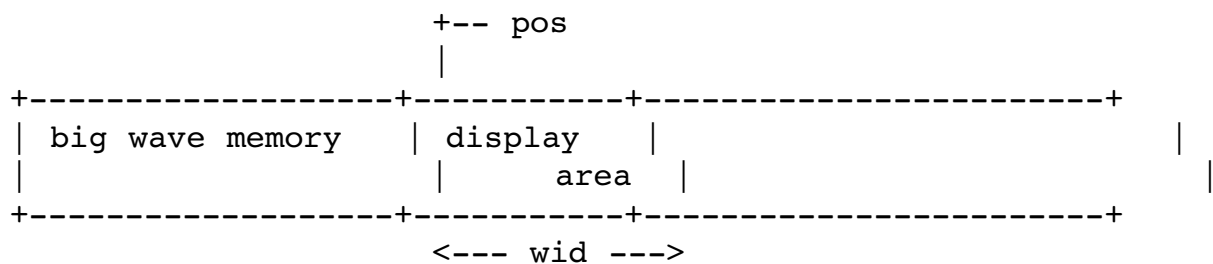 +-- pos
                      |
+-------------------+-----------+------------------------+
| big wave memory    | display    |                           |
|                     |      area  |                           |
+-------------------+-----------+------------------------+
                      <--- wid --->